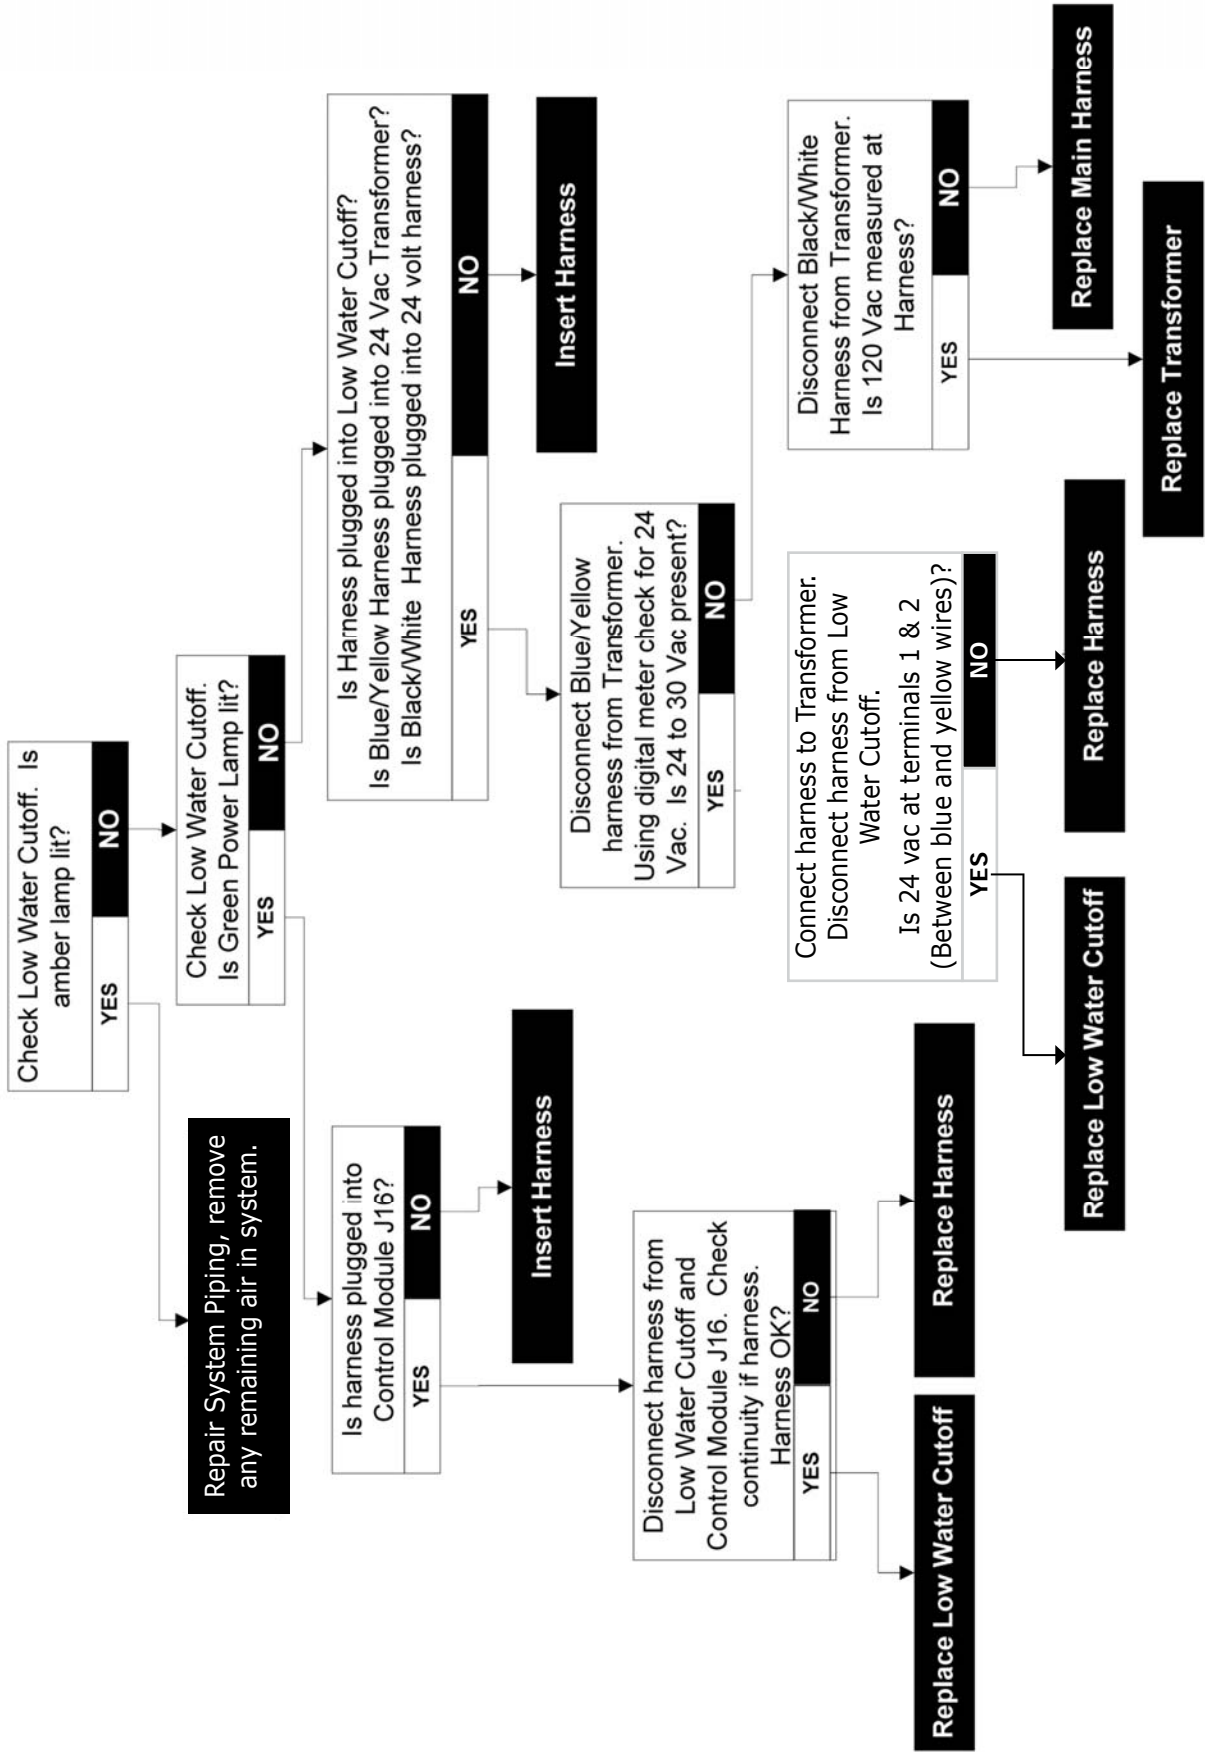 Check Low Water Cutoff.  Is
amber lamp lit?
YES
NO
Repair System Piping, remove
any remaining air in system.
Check Low Water Cutoff.
Is Green Power Lamp lit?
YES
NO
Is harness plugged into
Control Module J16?
YES
NO
Insert Harness
Disconnect harness from
Low Water Cutoff and
Control Module J16.  Check
continuity if harness.
Harness OK?
YES
NO
Replace Low Water Cutoff
Replace Harness
Is Harness plugged into Low Water Cutoff?
Is Blue/Yellow Harness plugged into 24 Vac Transformer?
Is Black/White  Harness plugged into 24 volt harness?
YES
NO
Insert Harness
Disconnect Blue/Yellow
harness from Transformer.
Using digital meter check for 24
Vac.  Is 24 to 30 Vac present?
YES
NO
Connect harness to Transformer.
Disconnect harness from Low
Water Cutoff.
Is 24 vac at terminals 1 & 2
(Between blue and yellow wires)?
YES
NO
Replace Low Water Cutoff
Replace Harness
Disconnect Black/White
Harness from Transformer.
Is 120 Vac measured at
Harness?
YES
NO
Replace Transformer
Replace Main Harness